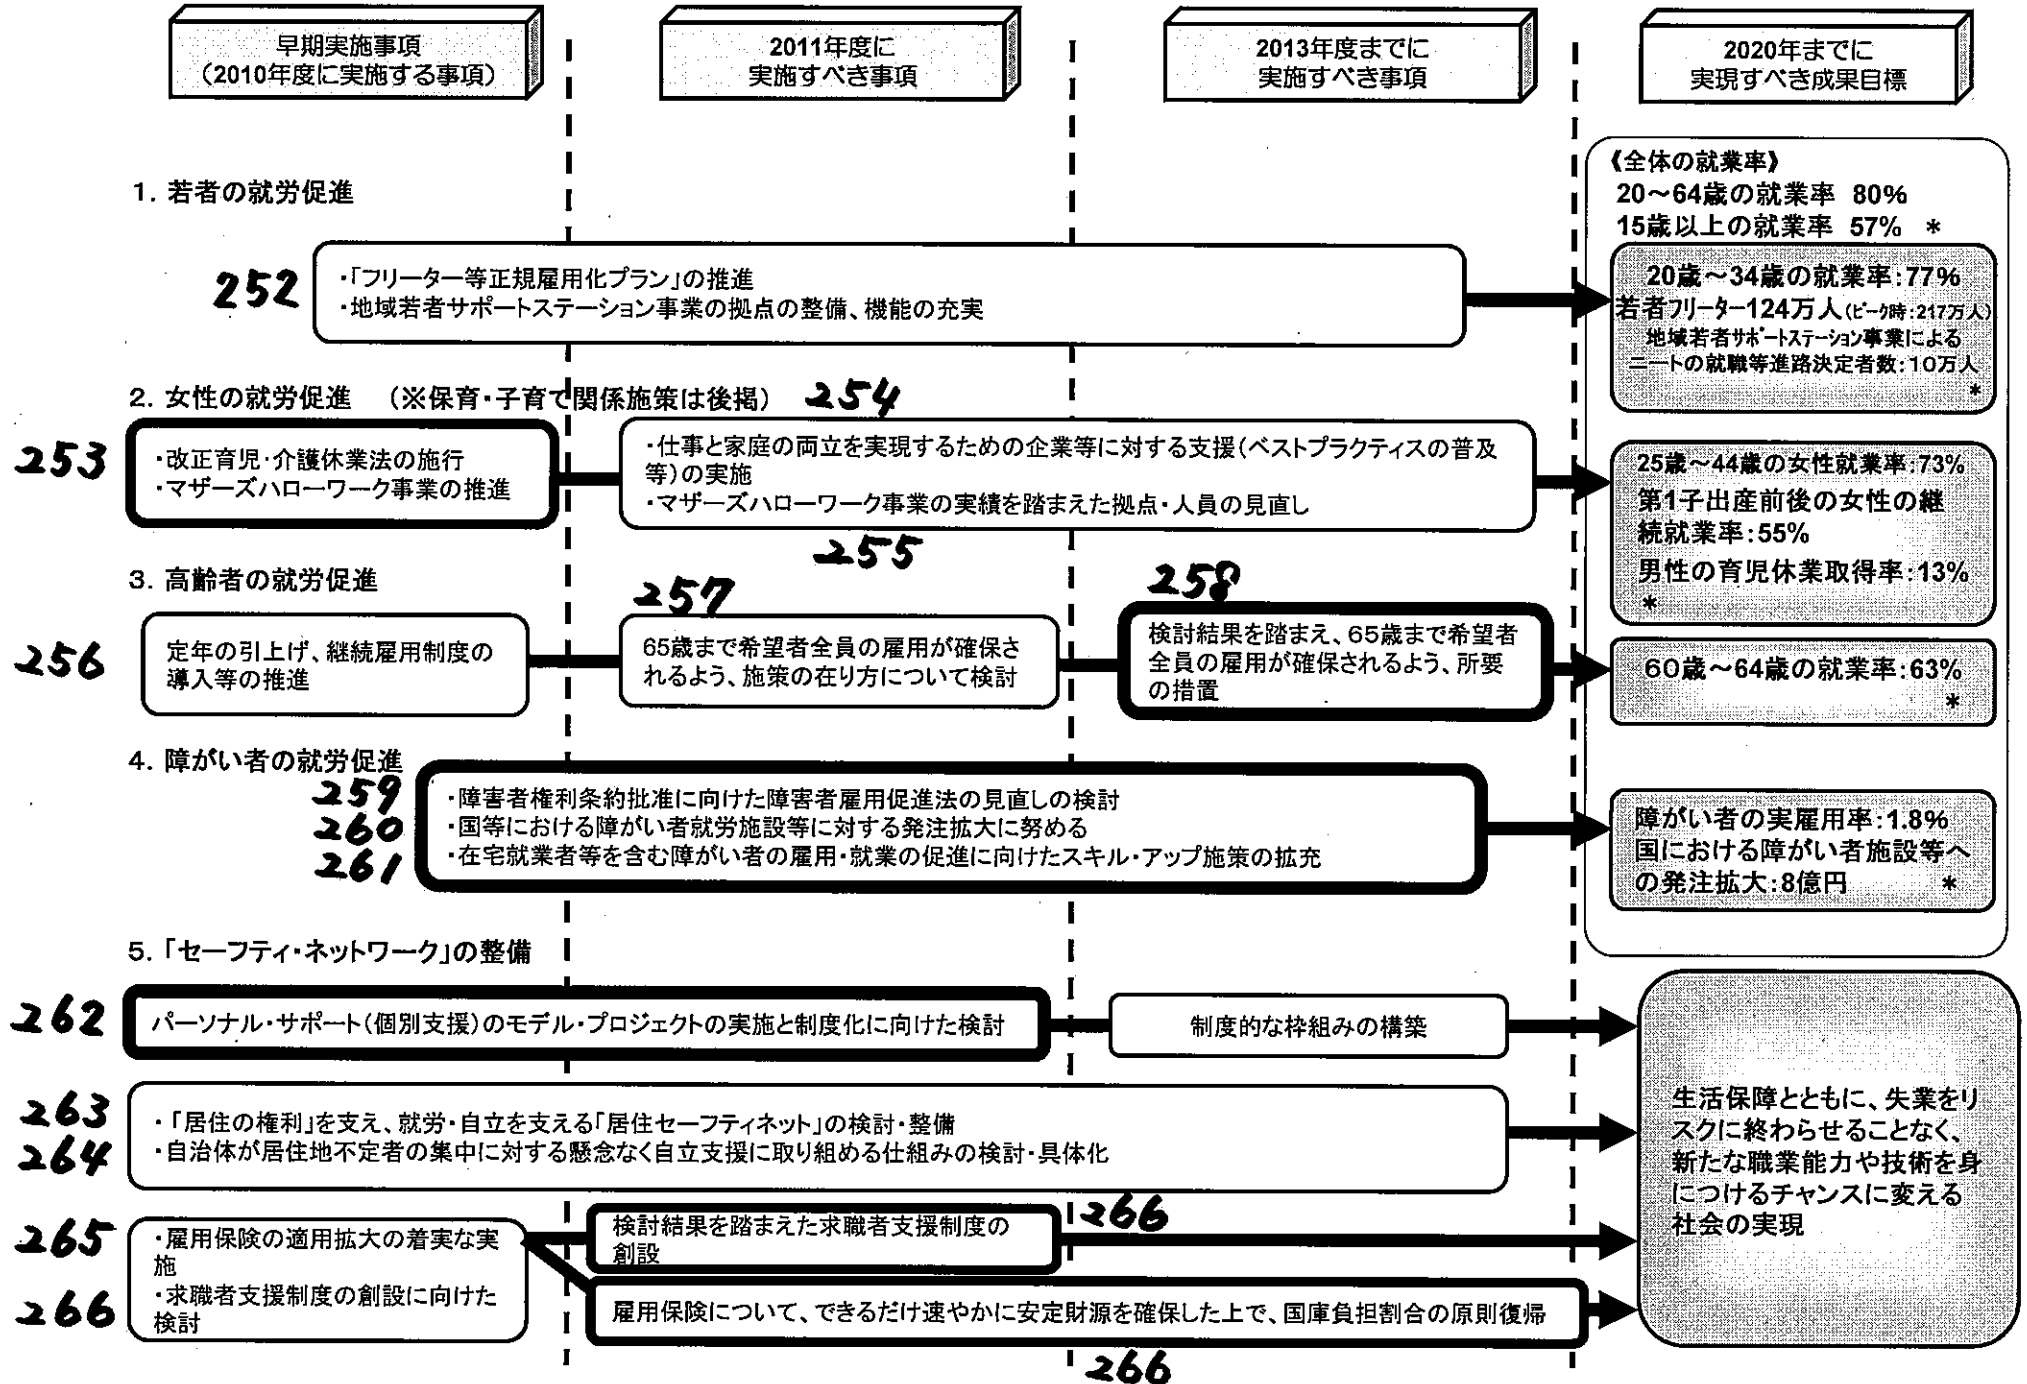 早期実施事項
（2010年度に実施する事項）
2011年度に
実施すべき事項
2013年度までに
実施すべき事項
2020年までに
実現すべき成果目標
《全体の就業率》
20～64歳の就業率 80%
15歳以上の就業率 57% ＊
1．若者の就労促進
252
・「フリーター等正規雇用化プラン」の推進
・地域若者サポートステーション事業の拠点の整備、機能の充実
20歳～34歳の就業率：77%
若者フリーター124万人（ピーク時：217万人）
地域若者サポートステーション事業による
ニートの就職等進路決定者数：10万人
＊
2．女性の就労促進　（※保育・子育て関係施策は後掲）
254
253
・改正育児・介護休業法の施行
・マザーズハローワーク事業の推進
・仕事と家庭の両立を実現するための企業等に対する支援（ベストプラクティスの普及
等）の実施
・マザーズハローワーク事業の実績を踏まえた拠点・人員の見直し
255
25歳～44歳の女性就業率：73%
第1子出産前後の女性の継
続就業率：55%
男性の育児休業取得率：13%
＊
3．高齢者の就労促進
257
258
256
定年の引上げ、継続雇用制度の
導入等の推進
65歳まで希望者全員の雇用が確保さ
れるよう、施策の在り方について検討
検討結果を踏まえ、65歳まで希望者
全員の雇用が確保されるよう、所要
の措置
60歳～64歳の就業率：63%
＊
4．障がい者の就労促進
259
260
261
・障害者権利条約批准に向けた障害者雇用促進法の見直しの検討
・国等における障がい者就労施設等に対する発注拡大に努める
・在宅就業者等を含む障がい者の雇用・就業の促進に向けたスキル・アップ施策の拡充
障がい者の実雇用率：1.8%
国における障がい者施設等へ
の発注拡大：8億円　＊
5．「セーフティ・ネットワーク」の整備
262
パーソナル・サポート（個別支援）のモデル・プロジェクトの実施と制度化に向けた検討
制度的な枠組みの構築
263
264
・「居住の権利」を支え、就労・自立を支える「居住セーフティネット」の検討・整備
・自治体が居住地不定者の集中に対する懸念なく自立支援に取り組める仕組みの検討・具体化
265
266
・雇用保険の適用拡大の着実な実
施
・求職者支援制度の創設に向けた
検討
検討結果を踏まえた求職者支援制度の
創設
266
雇用保険について、できるだけ速やかに安定財源を確保した上で、国庫負担割合の原則復帰
266
生活保障とともに、失業をリ
スクに終わらせることなく、
新たな職業能力や技術を身
につけるチャンスに変える
社会の実現